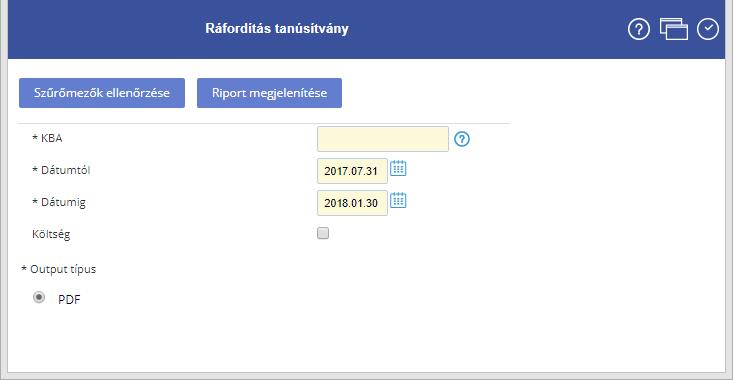 Ráfordítás tanúsítvány
Szűrőmezők ellenőrzése Riport megjelenítése
* KBA
* Dátumtól 2017.07.31
* Dátumig 2018.01.30
Költség
* Output típus
PDF